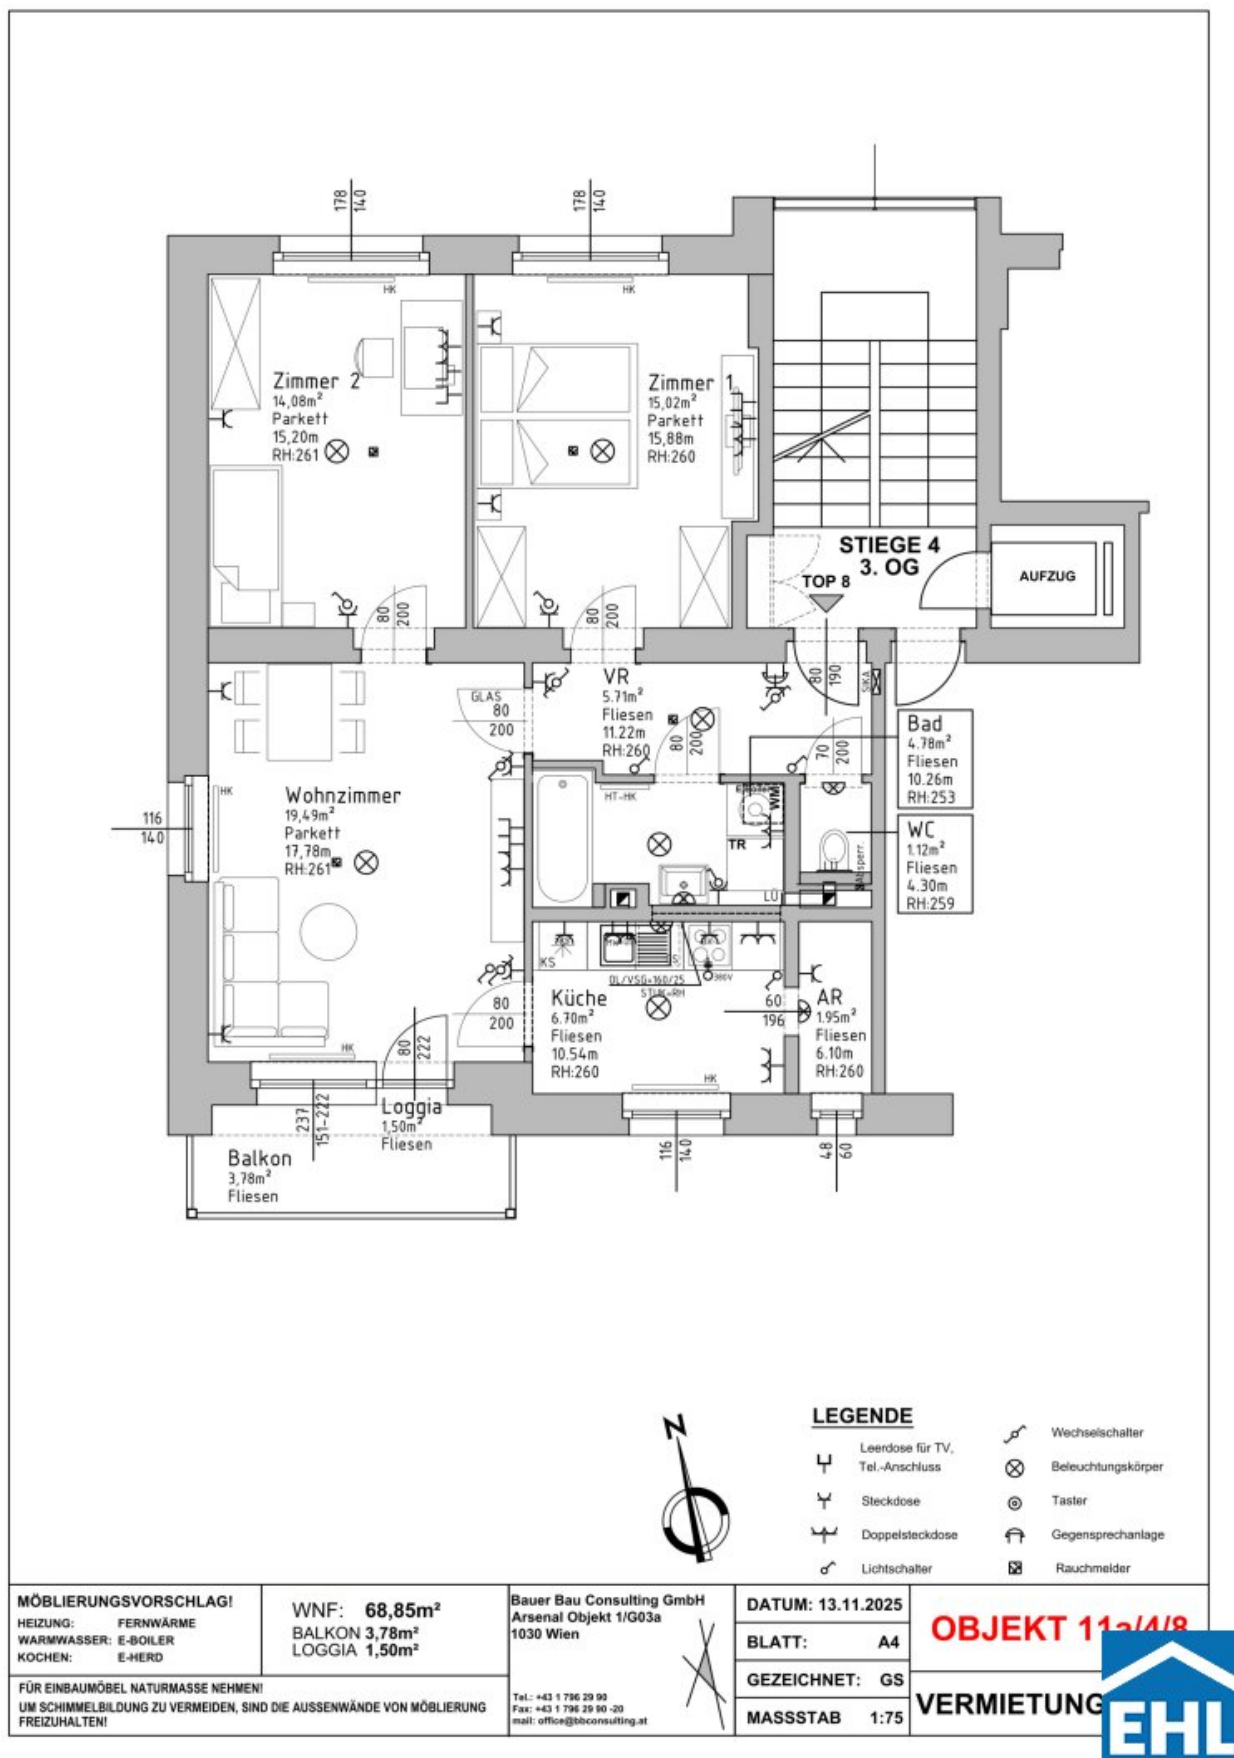 178
140
178
140
HK
HK
Zimmer 2
14,08m²
Parkett
15,20m
RH:261
Zimmer 1
15,02m²
Parkett
15,88m
RH:260
STIEGE 4
3. OG
TOP 8
AUFZUG
80
200
80
200
80
190
SIKA
GLAS
80
200
VR
5.71m²
Fliesen
11.22m
RH:260
80
200
70
200
Bad
4.78m²
Fliesen
10.26m
RH:253
HK
116
140
Wohnzimmer
19,49m²
Parkett
17,78m
RH:261
HT-HK
WM
TR
LÜ
Absperr.
WC
1.12m²
Fliesen
4.30m
RH:259
KS
DL/VSG=160/25
STUK=RH
380V
Küche
6.70m²
Fliesen
10.54m
RH:260
60
196
AR
1.95m²
Fliesen
6.10m
RH:260
80
200
80
222
HK
HK
237
151-222
Loggia
1,50m²
Fliesen
Balkon
3,78m²
Fliesen
116
140
48
60
N
LEGENDE
Leerdose für TV,
Tel.-Anschluss
Steckdose
Doppelsteckdose
Lichtschalter
Wechselschalter
Beleuchtungskörper
Taster
Gegensprechanlage
Rauchmelder
MÖBLIERUNGSVORSCHLAG!
HEIZUNG: FERNWÄRME
WARMWASSER: E-BOILER
KOCHEN: E-HERD
WNF: 68,85m²
BALKON 3,78m²
LOGGIA 1,50m²
FÜR EINBAUMÖBEL NATURMASSE NEHMEN!
UM SCHIMMELBILDUNG ZU VERMEIDEN, SIND DIE AUSSENWÄNDE VON MÖBLIERUNG
FREIZUHALTEN!
Bauer Bau Consulting GmbH
Arsenal Objekt 1/G03a
1030 Wien
Tel.: +43 1 796 29 90
Fax: +43 1 796 29 90 -20
mail: office@bbconsulting.at
DATUM: 13.11.2025
BLATT: A4
GEZEICHNET: GS
MASSSTAB 1:75
OBJEKT 11a/4/8
VERMIETUNG
EHL